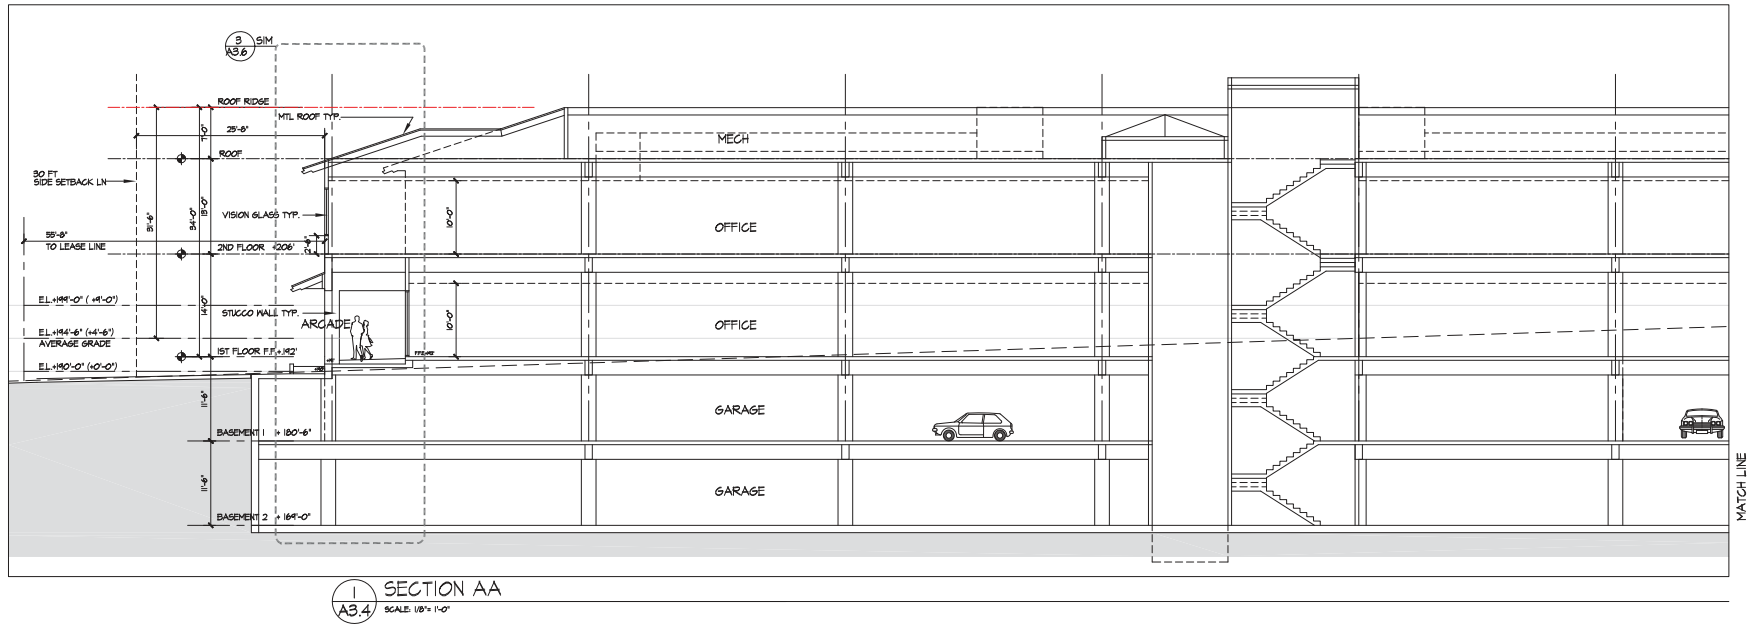 3 SIM
A3.6
ROOF RIDGE
MTL ROOF TYP.
25'-8"
7'-0"
MECH
ROOF
30 FT
SIDE SETBACK LN
31'-6"
34'-0"
13'-0"
10'-0"
VISION GLASS TYP.
OFFICE
55'-8"
TO LEASE LINE
2ND FLOOR +206'
2'-6"
E.L.+199'-0" ( +9'-0")
14'-0"
STUCCO WALL TYP.
ARCADE
10'-0"
OFFICE
E.L.+194'-6" (+4'-6")
AVERAGE GRADE
1ST FLOOR F.F.+192'
E.L.+190'-0" (+0'-0")
11'-6"
GARAGE
BASEMENT 1 + 180'-6"
11'-6"
GARAGE
BASEMENT 2 + 169'-0"
MATCH LINE
1
A3.4
SECTION AA
SCALE: 1/8"= 1'-0"